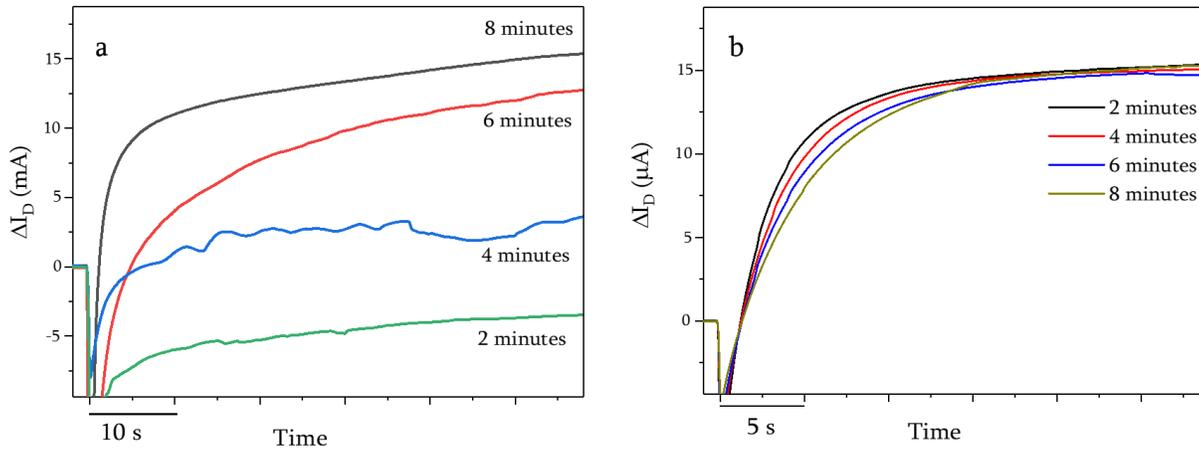 a
8 minutes
6 minutes
4 minutes
2 minutes
15
10
5
0
-5
ΔI_D (mA)
10 s
Time
b
2 minutes
4 minutes
6 minutes
8 minutes
15
10
5
0
ΔI_D (μA)
5 s
Time